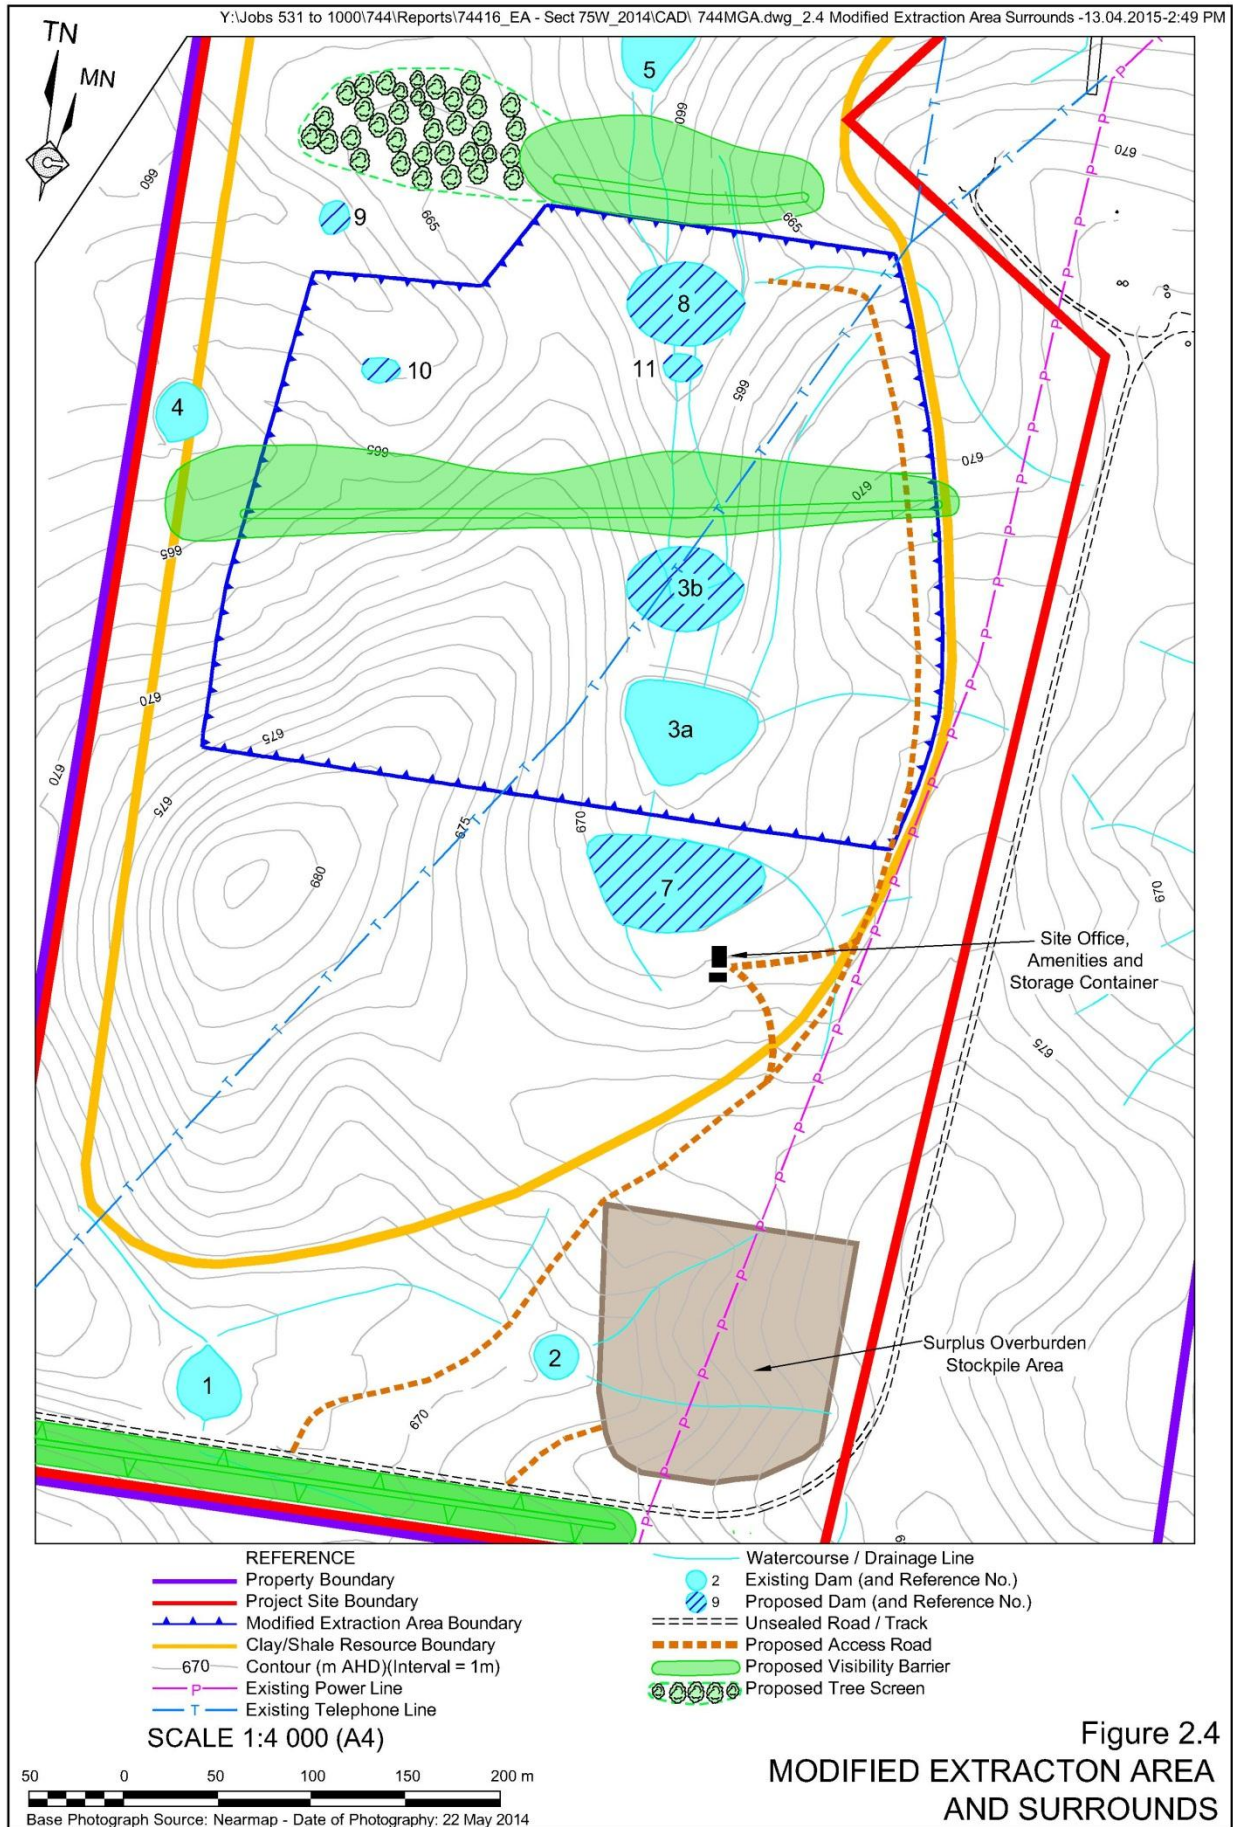 Y:\Jobs 531 to 1000\744\Reports\74416_EA - Sect 75W_2014\CAD\ 744MGA.dwg_2.4 Modified Extraction Area Surrounds -13.04.2015-2:49 PM
TN
MN
5
660
660
670
9
665
665
8
10
11
665
4
665
670
670
665
3b
670
3a
675
670
675
675
670
680
7
670
Site Office,
Amenities and
Storage Container
675
Surplus Overburden
Stockpile Area
2
1
670
T
P
REFERENCE
Property Boundary
Project Site Boundary
Modified Extraction Area Boundary
Clay/Shale Resource Boundary
670 Contour (m AHD)(Interval = 1m)
P Existing Power Line
T Existing Telephone Line
Watercourse / Drainage Line
2 Existing Dam (and Reference No.)
9 Proposed Dam (and Reference No.)
Unsealed Road / Track
Proposed Access Road
Proposed Visibility Barrier
Proposed Tree Screen
SCALE 1:4 000 (A4)
50 0 50 100 150 200 m
Base Photograph Source: Nearmap - Date of Photography: 22 May 2014
Figure 2.4
MODIFIED EXTRACTON AREA
AND SURROUNDS